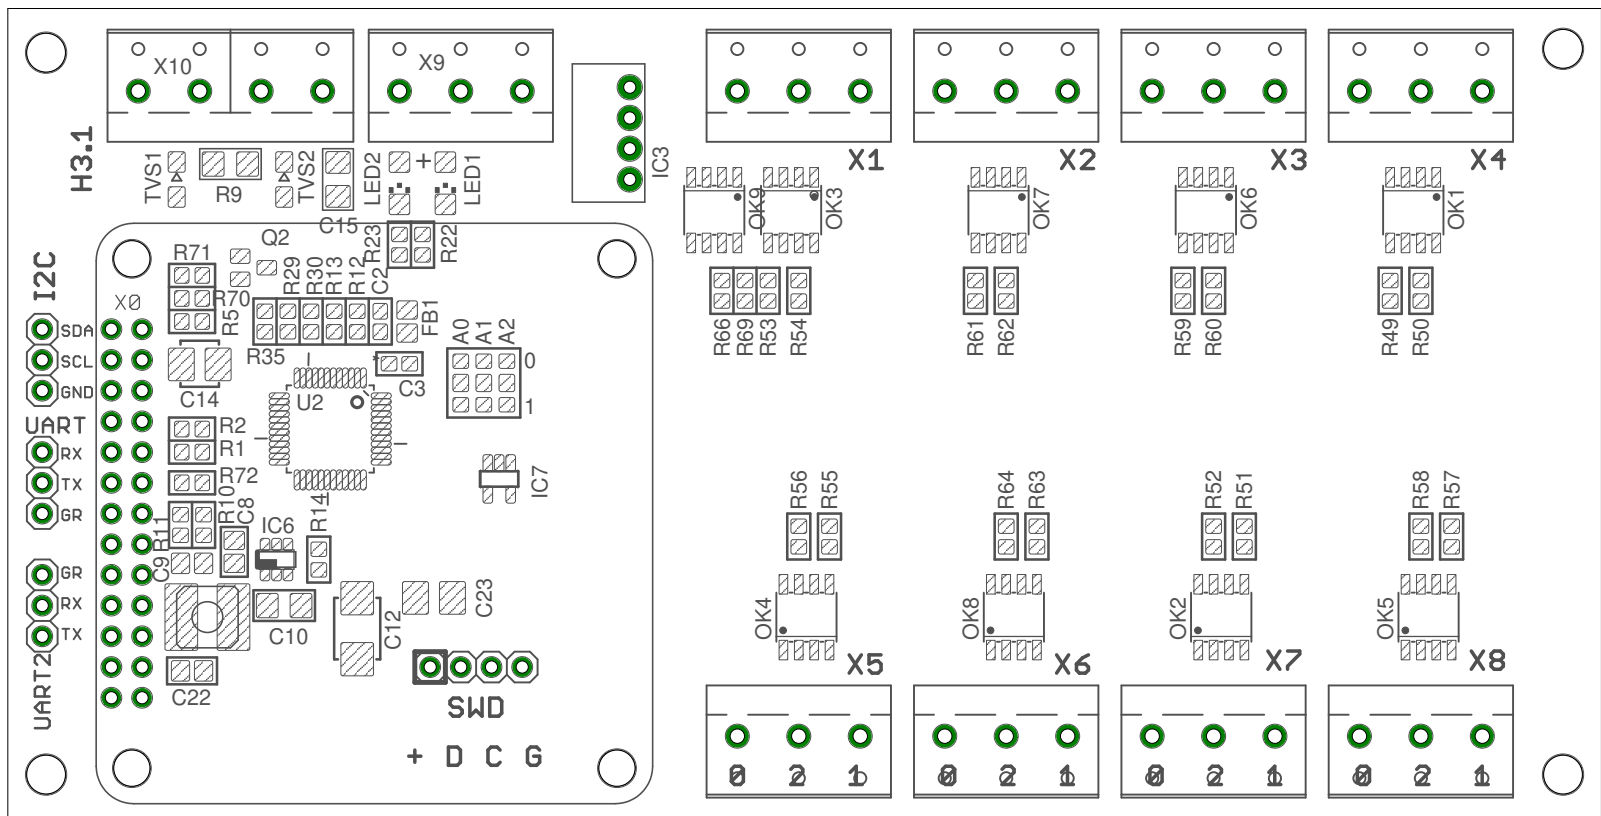 X10
X9
IC3
X1
X2
X3
X4
H3.1
TVS1
R9
TVS2
LED2
+
LED1
C15
R23
R22
OK9
OK3
OK7
OK6
OK1
I2C
SDA
SCL
GND
UART
RX
TX
GR
GR
RX
TX
UART2
X0
R71
Q2
R70
R5
R29
R30
R13
R12
C2
FB1
R35
C14
U2
C3
A0
A1
A2
0
1
R66
R69
R53
R54
R61
R62
R59
R60
R49
R50
R2
R1
R72
R10
C8
R11
C9
IC6
R14
IC7
C10
C12
C23
C22
SWD
+ D C G
R56
R55
R64
R63
R52
R51
R58
R57
OK4
OK8
OK2
OK5
X5
X6
X7
X8
0 2 1
0 2 1
0 2 1
0 2 1